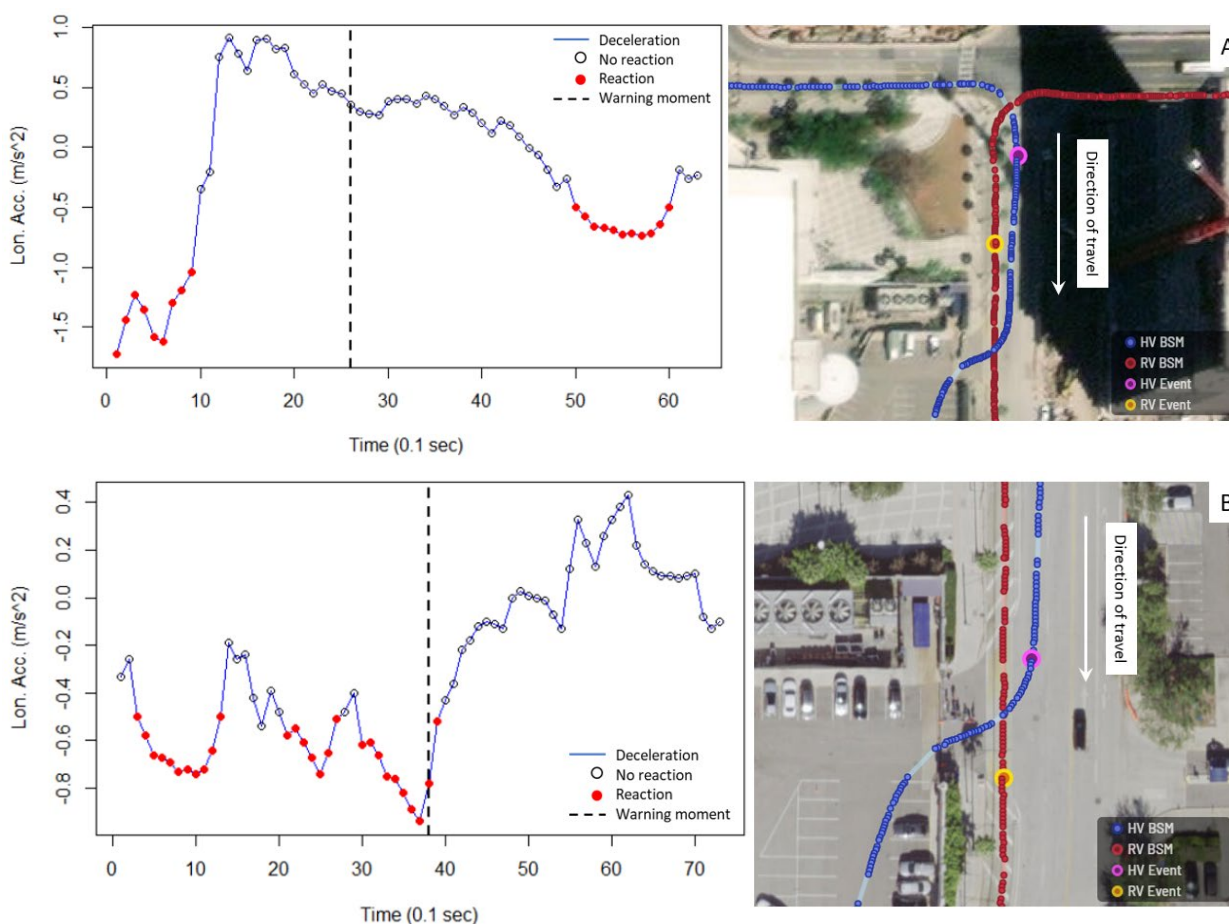 1.0
0.5
0.0
-0.5
-1.0
-1.5
Lon. Acc. (m/s^2)
Deceleration
No reaction
Reaction
Warning moment
0 10 20 30 40 50 60
Time (0.1 sec)
A
Direction of travel
HV BSM
RV BSM
HV Event
RV Event
0.4
0.2
0.0
-0.2
-0.4
-0.6
-0.8
Lon. Acc. (m/s^2)
Deceleration
No reaction
Reaction
Warning moment
0 10 20 30 40 50 60 70
Time (0.1 sec)
B
Direction of travel
HV BSM
RV BSM
HV Event
RV Event